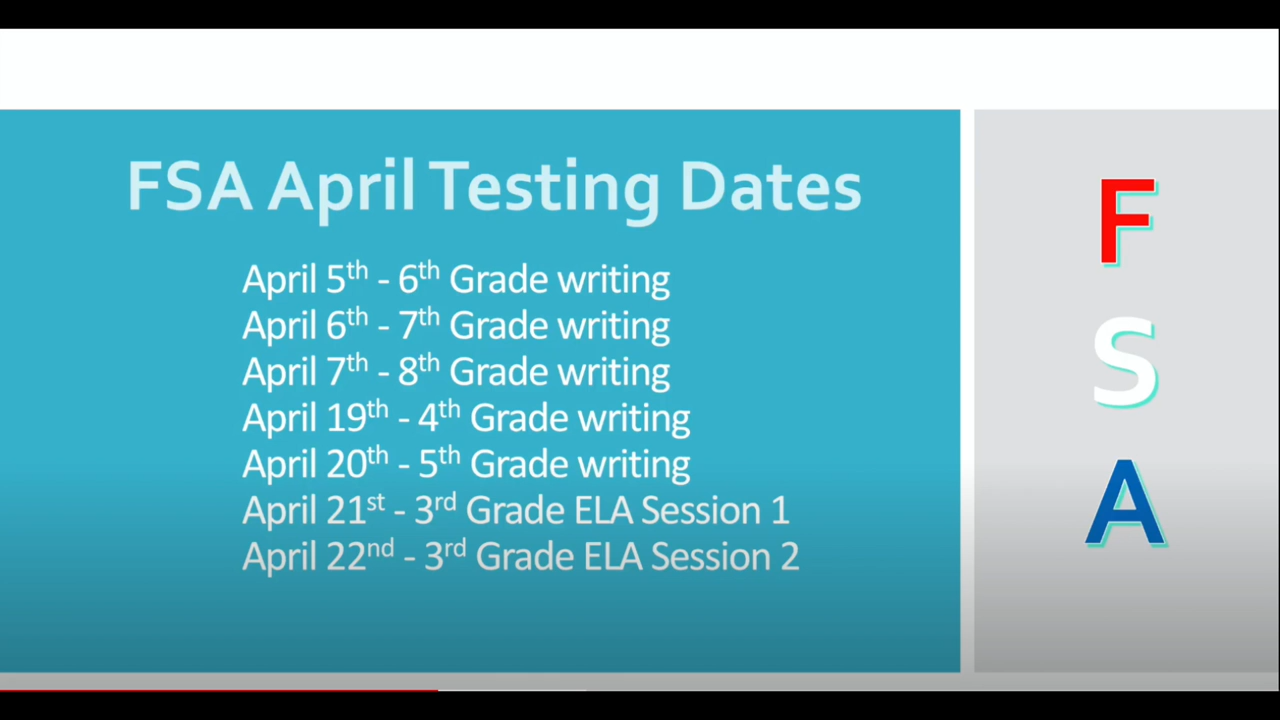 FSA April Testing Dates
April 5th - 6th Grade writing
April 6th - 7th Grade writing
April 7th - 8th Grade writing
April 19th - 4th Grade writing
April 20th - 5th Grade writing
April 21st - 3rd Grade ELA Session 1
April 22nd - 3rd Grade ELA Session 2
F
S
A